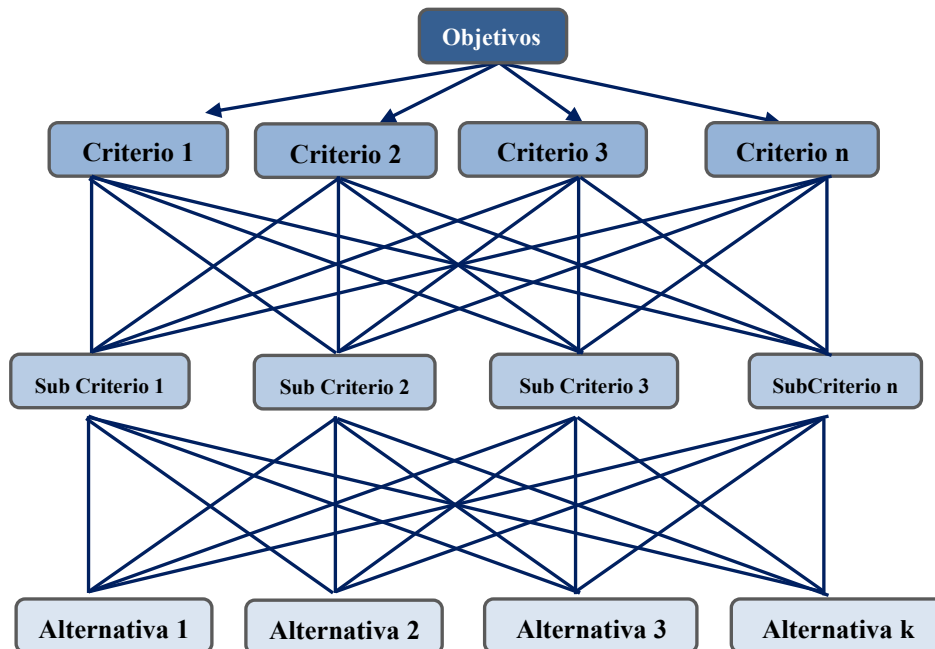 Objetivos
Criterio 1
Criterio 2
Criterio 3
Criterio n
Sub Criterio 1
Sub Criterio 2
Sub Criterio 3
SubCriterio n
Alternativa 1
Alternativa 2
Alternativa 3
Alternativa k